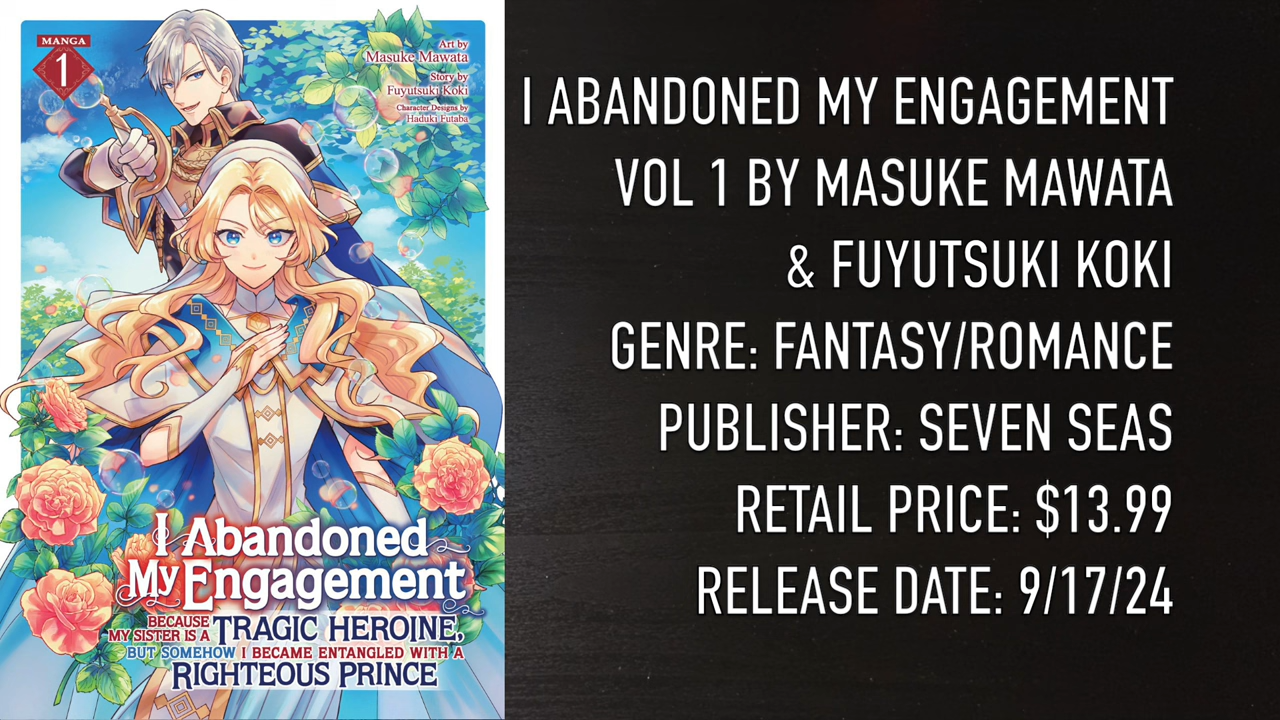 MANGA
1
Art by
Masuke Mawata
Story by
Fuyutsuki Koki
Character Designs by
Haduki Futaba
I Abandoned
My Engagement
BECAUSE
MY SISTER IS A TRAGIC HEROINE,
BUT SOMEHOW I BECAME ENTANGLED WITH A
RIGHTEOUS PRINCE
I ABANDONED MY ENGAGEMENT
VOL 1 BY MASUKE MAWATA
& FUYUTSUKI KOKI
GENRE: FANTASY/ROMANCE
PUBLISHER: SEVEN SEAS
RETAIL PRICE: $13.99
RELEASE DATE: 9/17/24